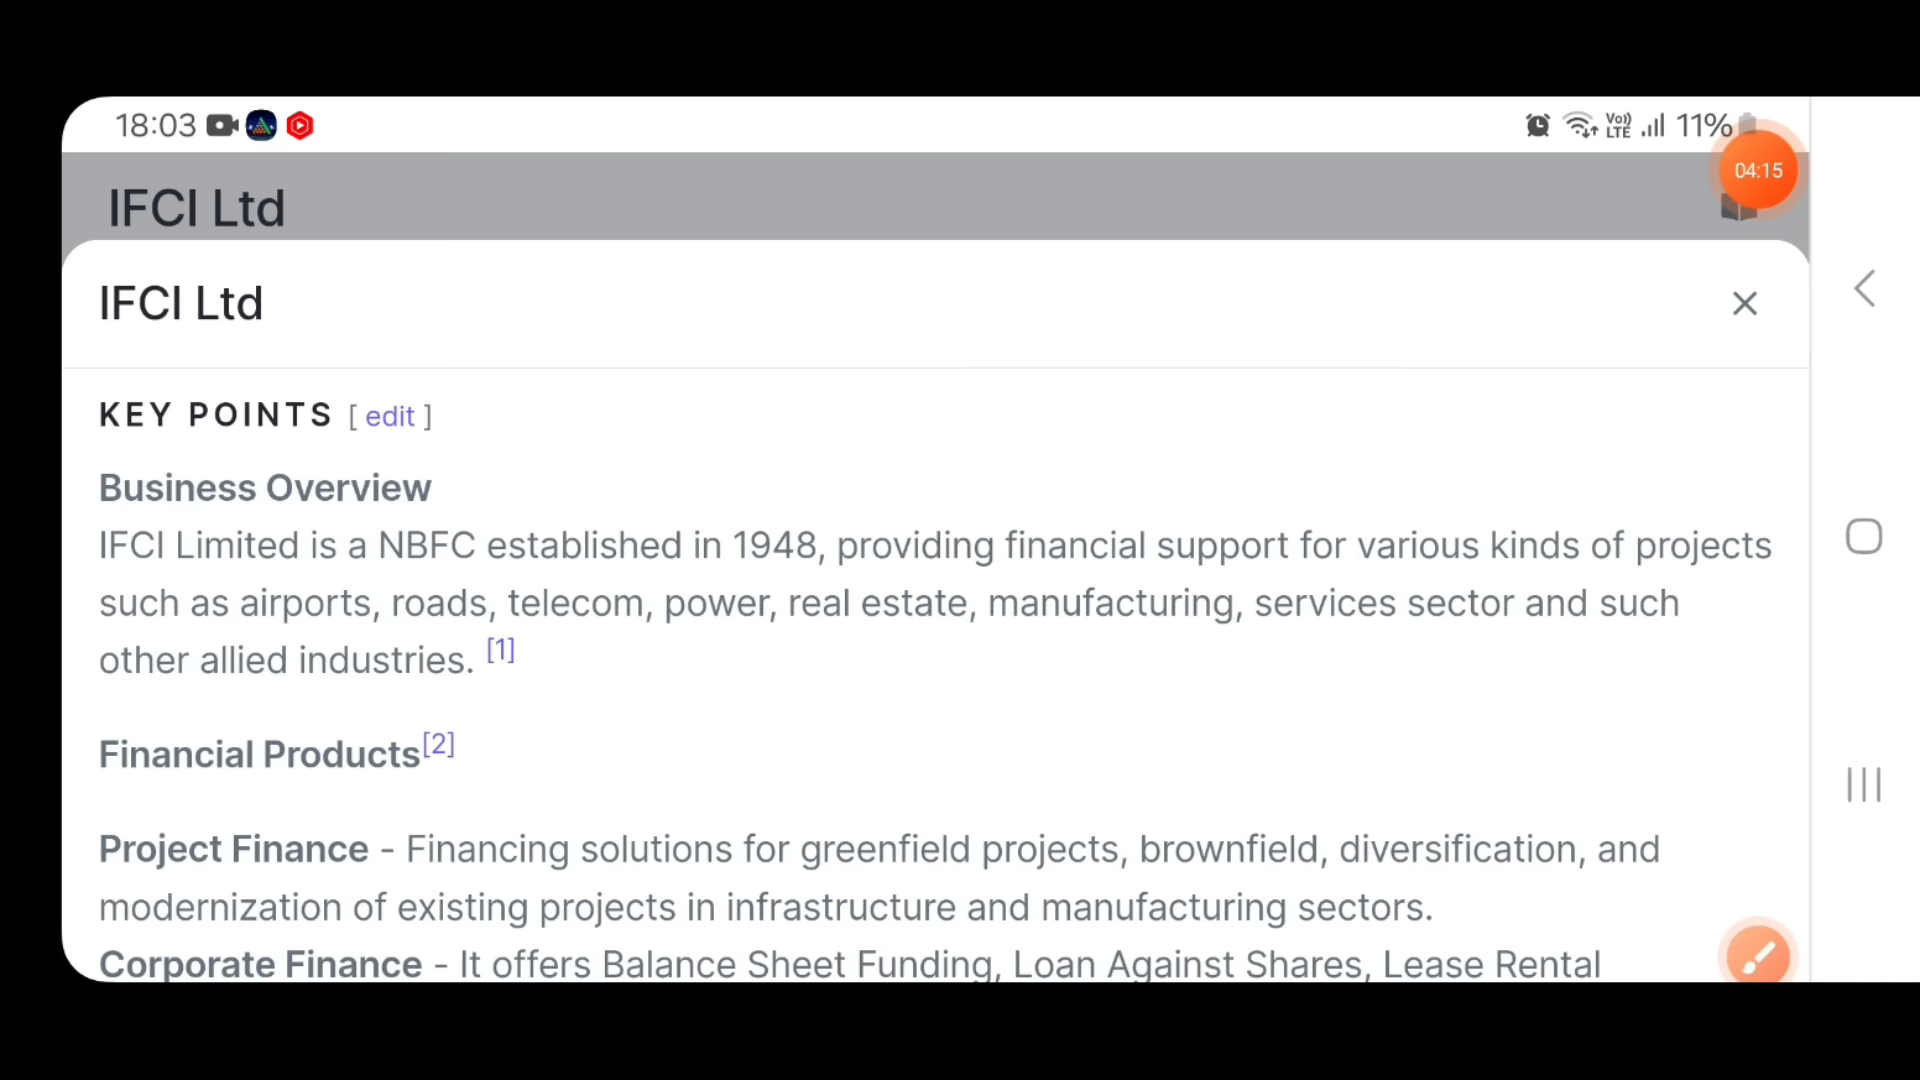 18:03
Vo)) LTE 11%
04:15
IFCI Ltd
IFCI Ltd
KEY POINTS [ edit ]
Business Overview
IFCI Limited is a NBFC established in 1948, providing financial support for various kinds of projects
such as airports, roads, telecom, power, real estate, manufacturing, services sector and such
other allied industries. [1]
Financial Products[2]
Project Finance - Financing solutions for greenfield projects, brownfield, diversification, and
modernization of existing projects in infrastructure and manufacturing sectors.
Corporate Finance - It offers Balance Sheet Funding, Loan Against Shares, Lease Rental